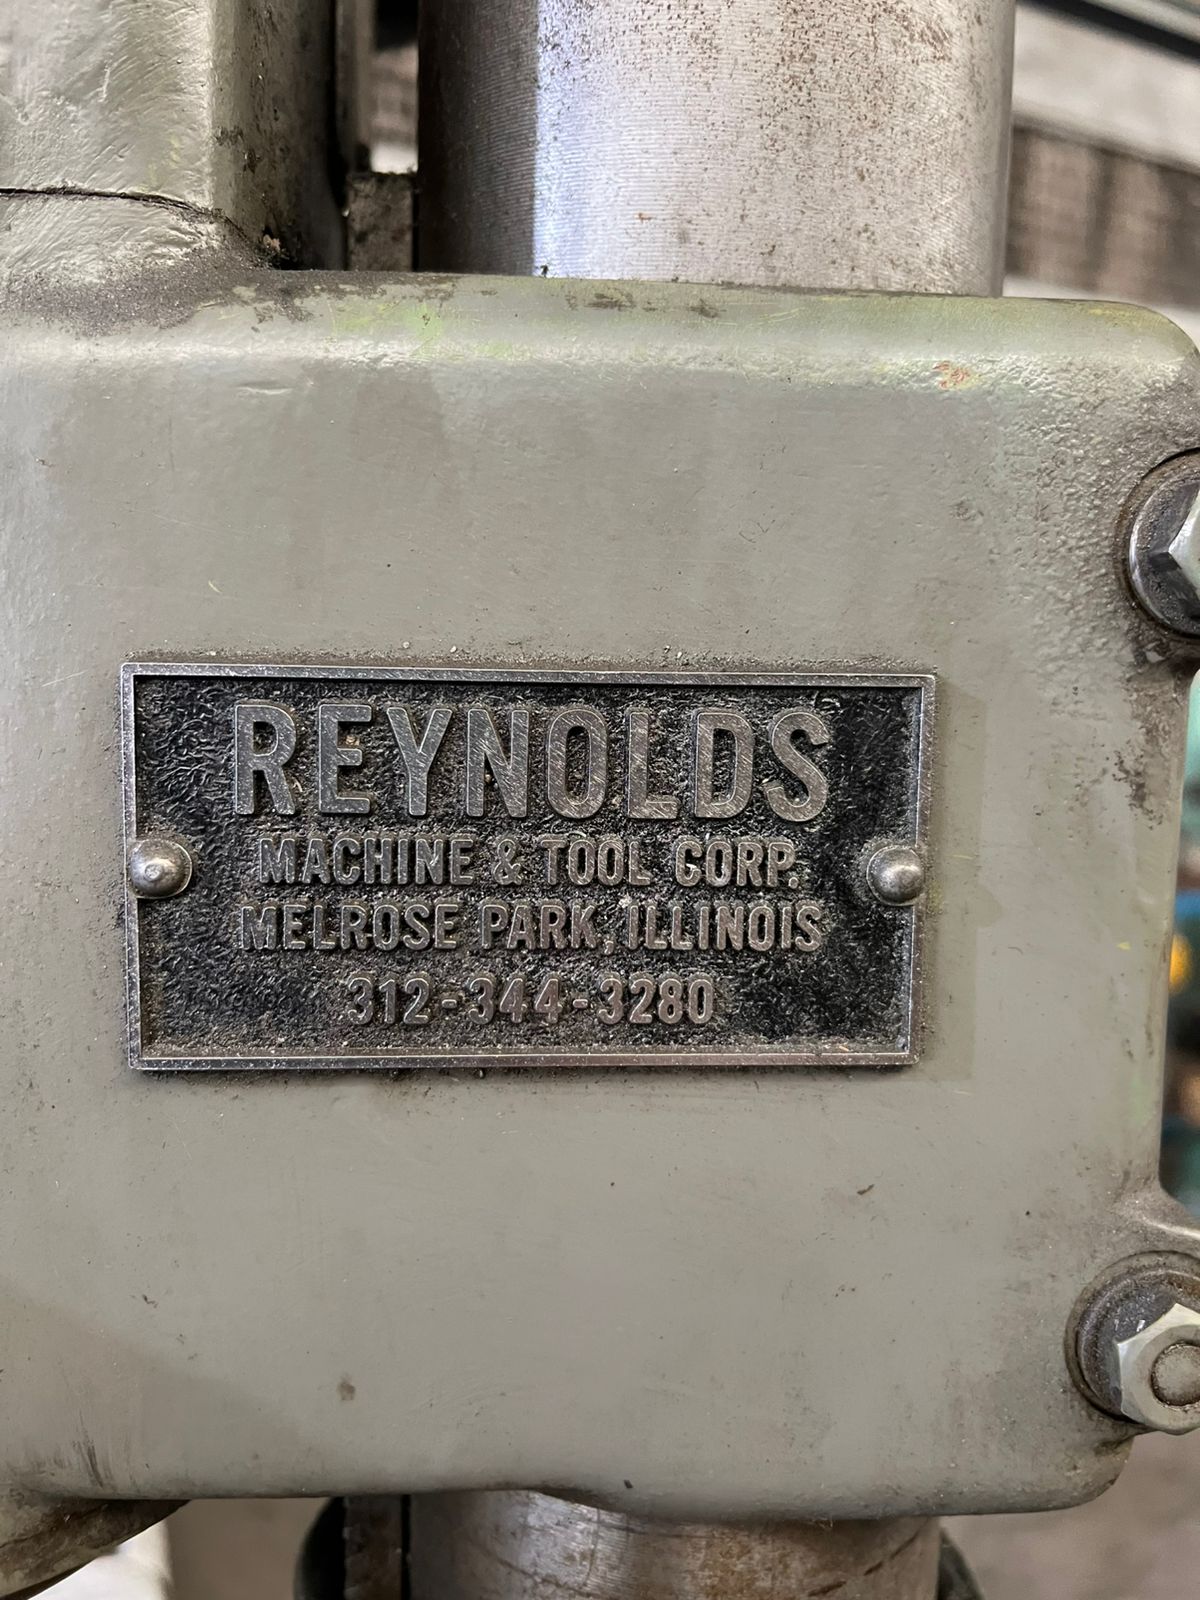 REYNOLDS
MACHINE & TOOL CORP.
MELROSE PARK, ILLINOIS
312-344-3280